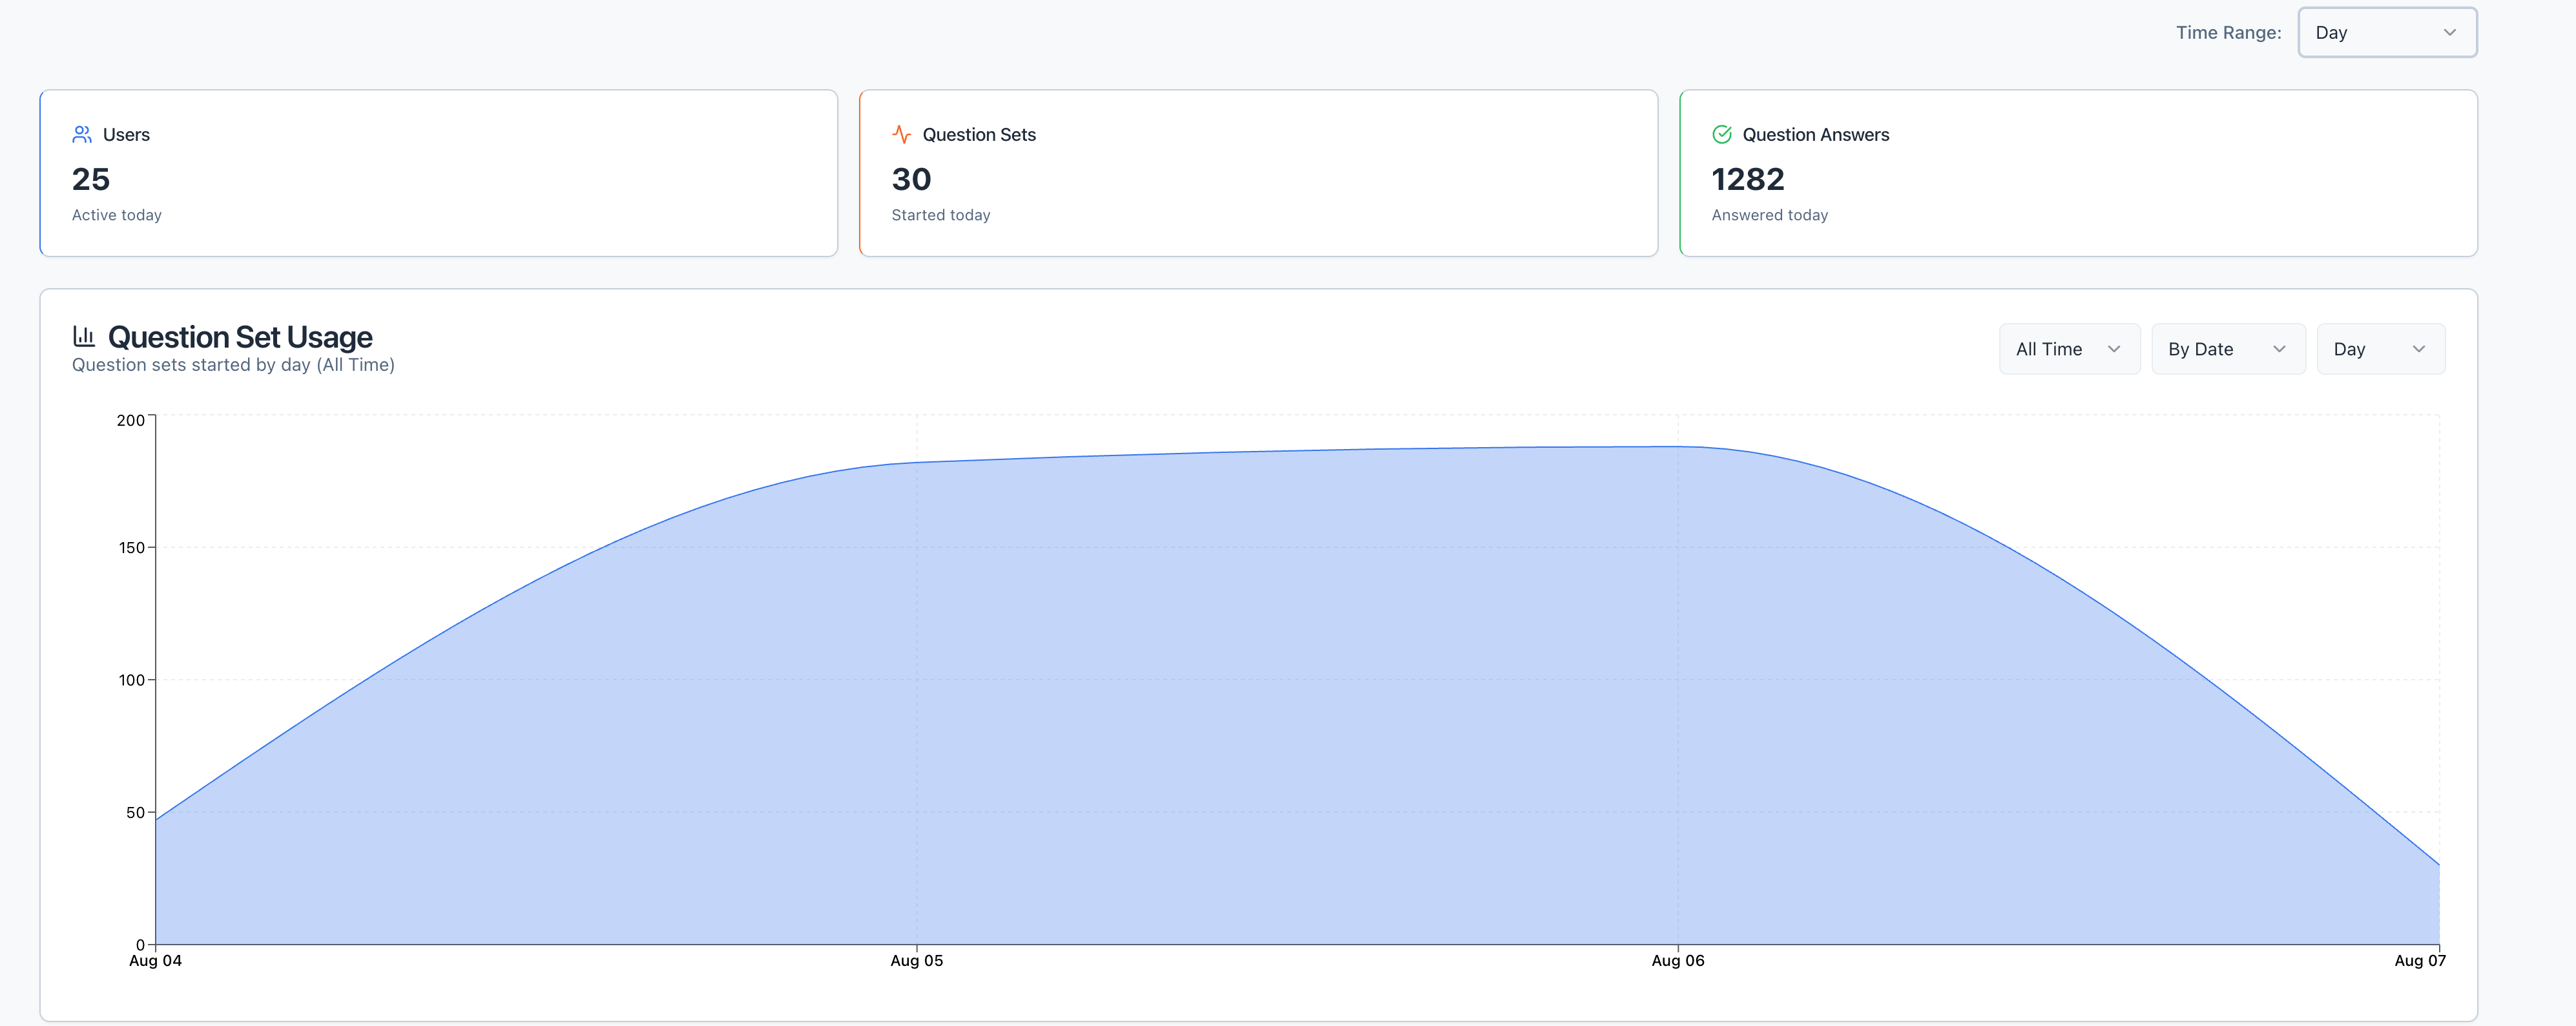 Time Range: Day
Users
25
Active today
Question Sets
30
Started today
Question Answers
1282
Answered today
Question Set Usage
Question sets started by day (All Time)
All Time
By Date
Day
200
150
100
50
0
Aug 04
Aug 05
Aug 06
Aug 07